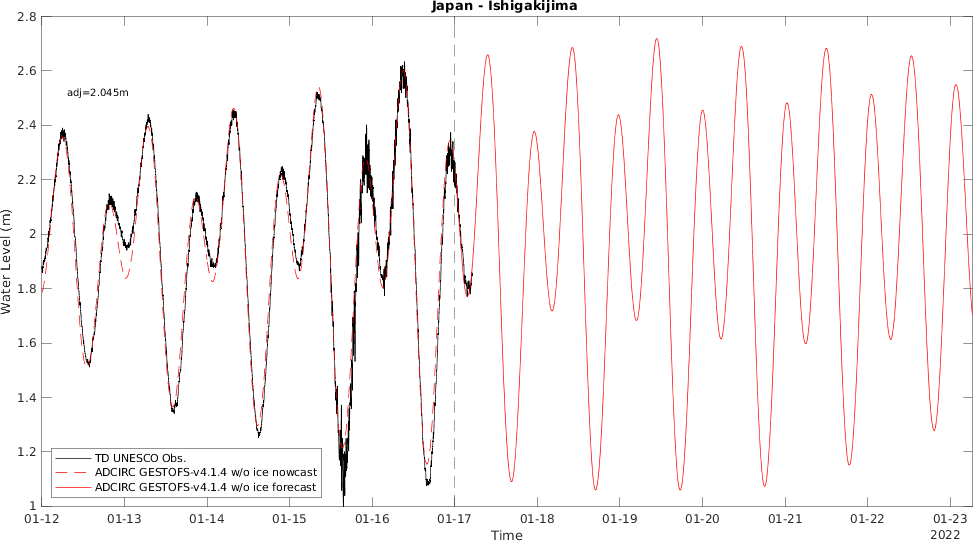 Japan - Ishigakijima
2.8
2.6
2.4
2.2
2
1.8
1.6
1.4
1.2
1
Water Level (m)
adj=2.045m
TD UNESCO Obs.
ADCIRC GESTOFS-v4.1.4 w/o ice nowcast
ADCIRC GESTOFS-v4.1.4 w/o ice forecast
01-12 01-13 01-14 01-15 01-16 01-17 01-18 01-19 01-20 01-21 01-22 01-23
2022
Time